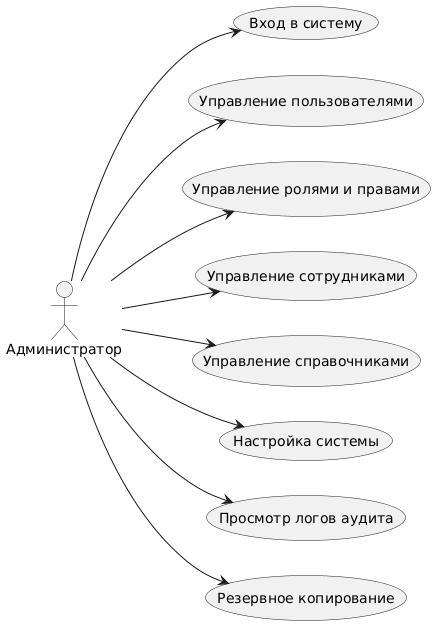 Вход в систему
Управление пользователями
Управление ролями и правами
Управление сотрудниками
Администратор
Управление справочниками
Настройка системы
Просмотр логов аудита
Резервное копирование